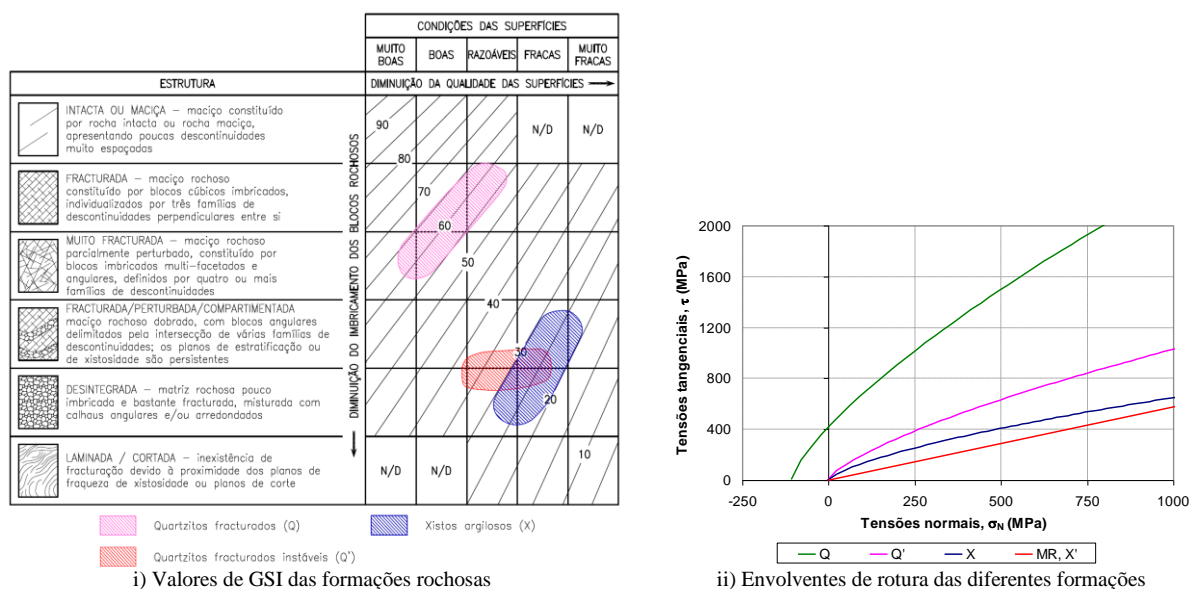 CONDIÇÕES DAS SUPERFÍCIES
MUITO BOAS
BOAS
RAZOÁVEIS
FRACAS
MUITO FRACAS
ESTRUTURA
DIMINUIÇÃO DA QUALIDADE DAS SUPERFÍCIES
DIMINUIÇÃO DO IMBRICAMENTO DOS BLOCOS ROCHOSOS
INTACTA OU MACIÇA – maciço constituído
por rocha intacta ou rocha maciça,
apresentando poucas descontinuidades
muito espaçadas
90
80
N/D
N/D
FRACTURADA – maciço rochoso
constituído por blocos cúbicos imbricados,
individualizados por três famílias de
descontinuidades perpendiculares entre si
70
60
MUITO FRACTURADA – maciço rochoso
parcialmente perturbado, constituído por
blocos imbricados multi–facetados e
angulares, definidos por quatro ou mais
famílias de descontinuidades
50
40
FRACTURADA/PERTURBADA/COMPARTIMENTADA
maciço rochoso dobrado, com blocos angulares
delimitados pela intersecção de várias famílias de
descontinuidades; os planos de estratificação ou
de xistosidade são persistentes
30
DESINTEGRADA – matriz rochosa pouco
imbricada e bastante fracturada, misturada com
calhaus angulares e/ou arredondados
20
LAMINADA / CORTADA – inexistência de
fracturação devido à proximidade dos planos de
fraqueza de xistosidade ou planos de corte
N/D
N/D
10
Quartzitos fracturados (Q)
Xistos argilosos (X)
Quartzitos fracturados instáveis (Q')
i) Valores de GSI das formações rochosas
Tensões tangenciais, τ (MPa)
2000
1600
1200
800
400
0
-250
0
250
500
750
1000
Tensões normais, σN (MPa)
Q
Q'
X
MR, X'
ii) Envolventes de rotura das diferentes formações